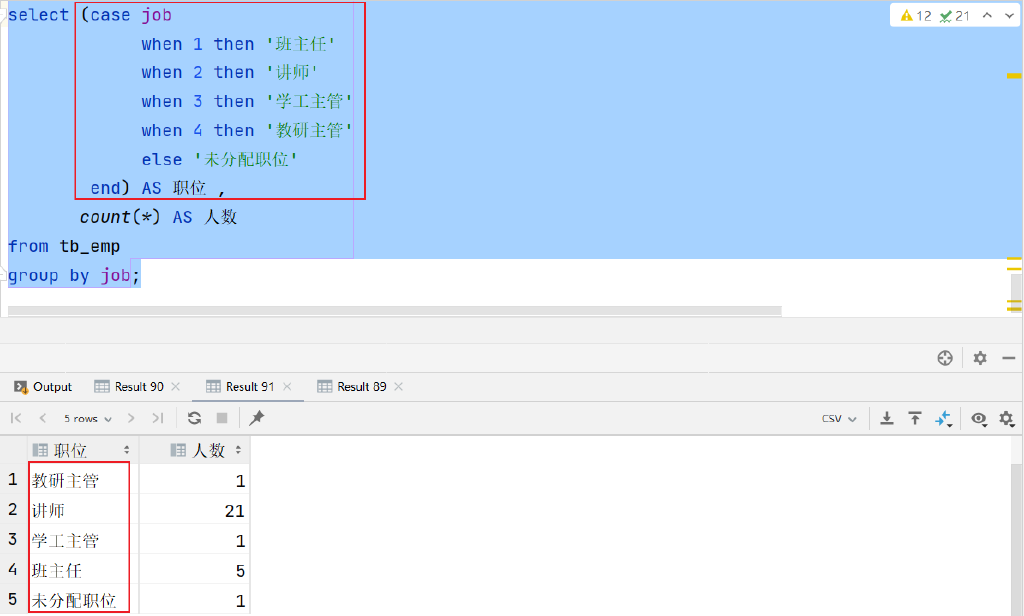 select (case job
when 1 then '班主任'
when 2 then '讲师'
when 3 then '学工主管'
when 4 then '教研主管'
else '未分配职位'
end) AS 职位 ,
count(*) AS 人数
from tb_emp
group by job;
12 21
Output Result 90 Result 91 Result 89
5 rows CSV
职位 人数
1 教研主管 1
2 讲师 21
3 学工主管 1
4 班主任 5
5 未分配职位 1